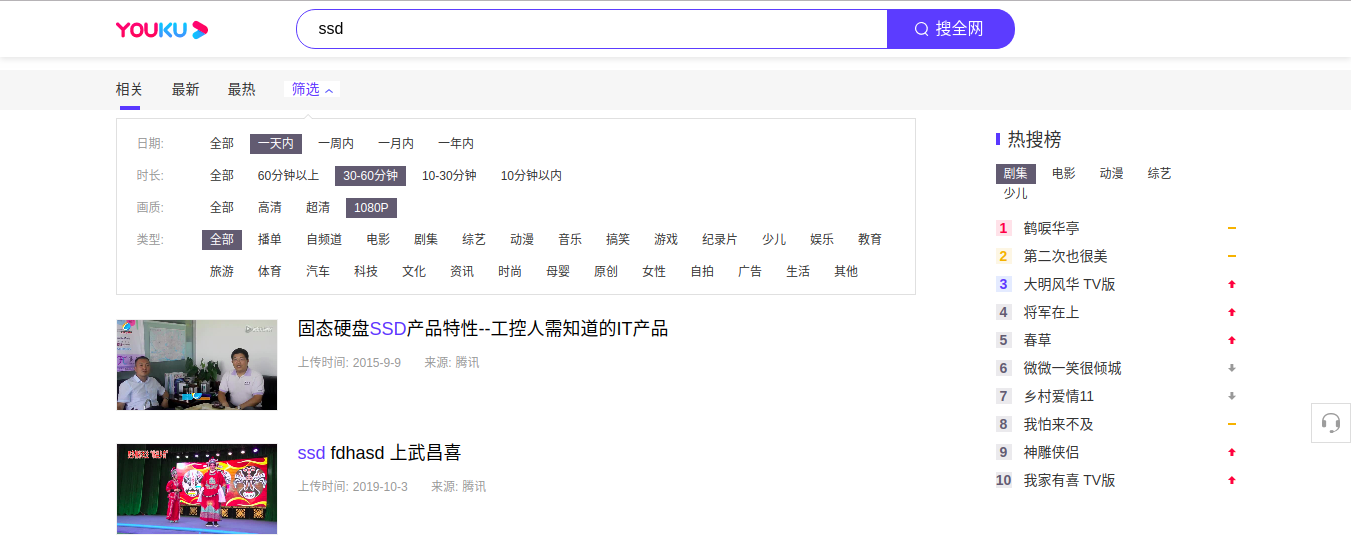 YOUKU
ssd
搜全网
相关 最新 最热 筛选
日期: 全部 一天内 一周内 一月内 一年内
时长: 全部 60分钟以上 30-60分钟 10-30分钟 10分钟以内
画质: 全部 高清 超清 1080P
类型: 全部 播单 自频道 电影 剧集 综艺 动漫 音乐 搞笑 游戏 纪录片 少儿 娱乐 教育
旅游 体育 汽车 科技 文化 资讯 时尚 母婴 原创 女性 自拍 广告 生活 其他
固态硬盘SSD产品特性--工控人需知道的IT产品
上传时间: 2015-9-9 来源: 腾讯
ssd fdhasd 上武昌喜
上传时间: 2019-10-3 来源: 腾讯
热搜榜
剧集 电影 动漫 综艺
少儿
1 鹤唳华亭
2 第二次也很美
3 大明风华 TV版
4 将军在上
5 春草
6 微微一笑很倾城
7 乡村爱情11
8 我怕来不及
9 神雕侠侣
10 我家有喜 TV版